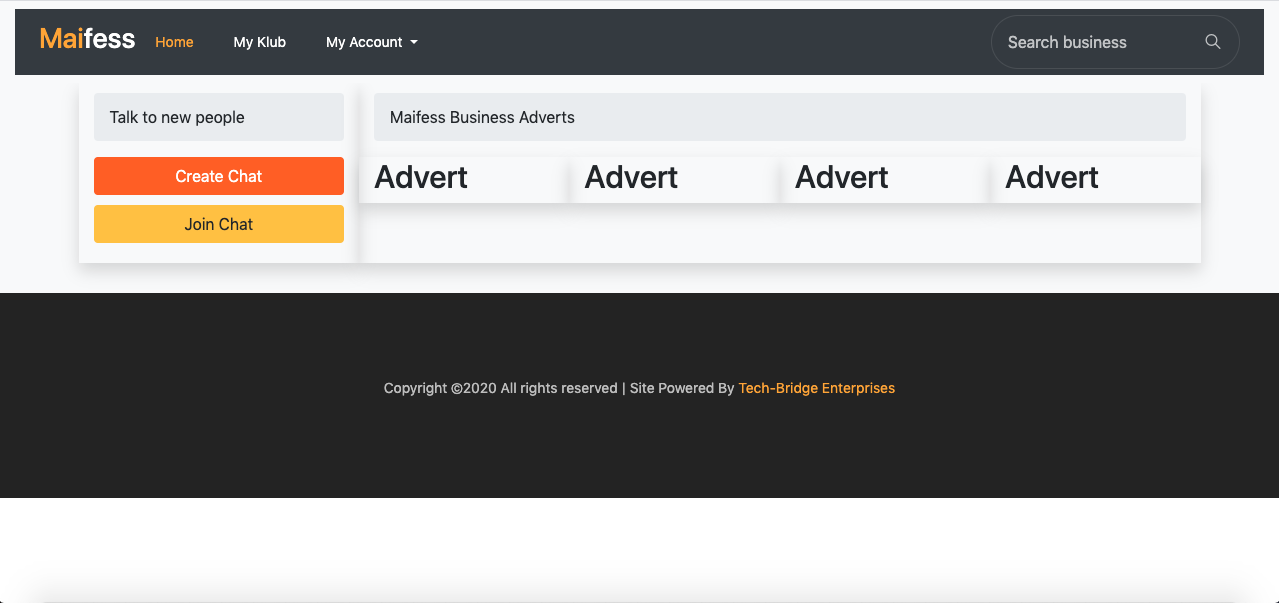 Maifess Home My Klub My Account Search business
Talk to new people
Create Chat
Join Chat
Maifess Business Adverts
Advert Advert Advert Advert
Copyright ©2020 All rights reserved | Site Powered By Tech-Bridge Enterprises